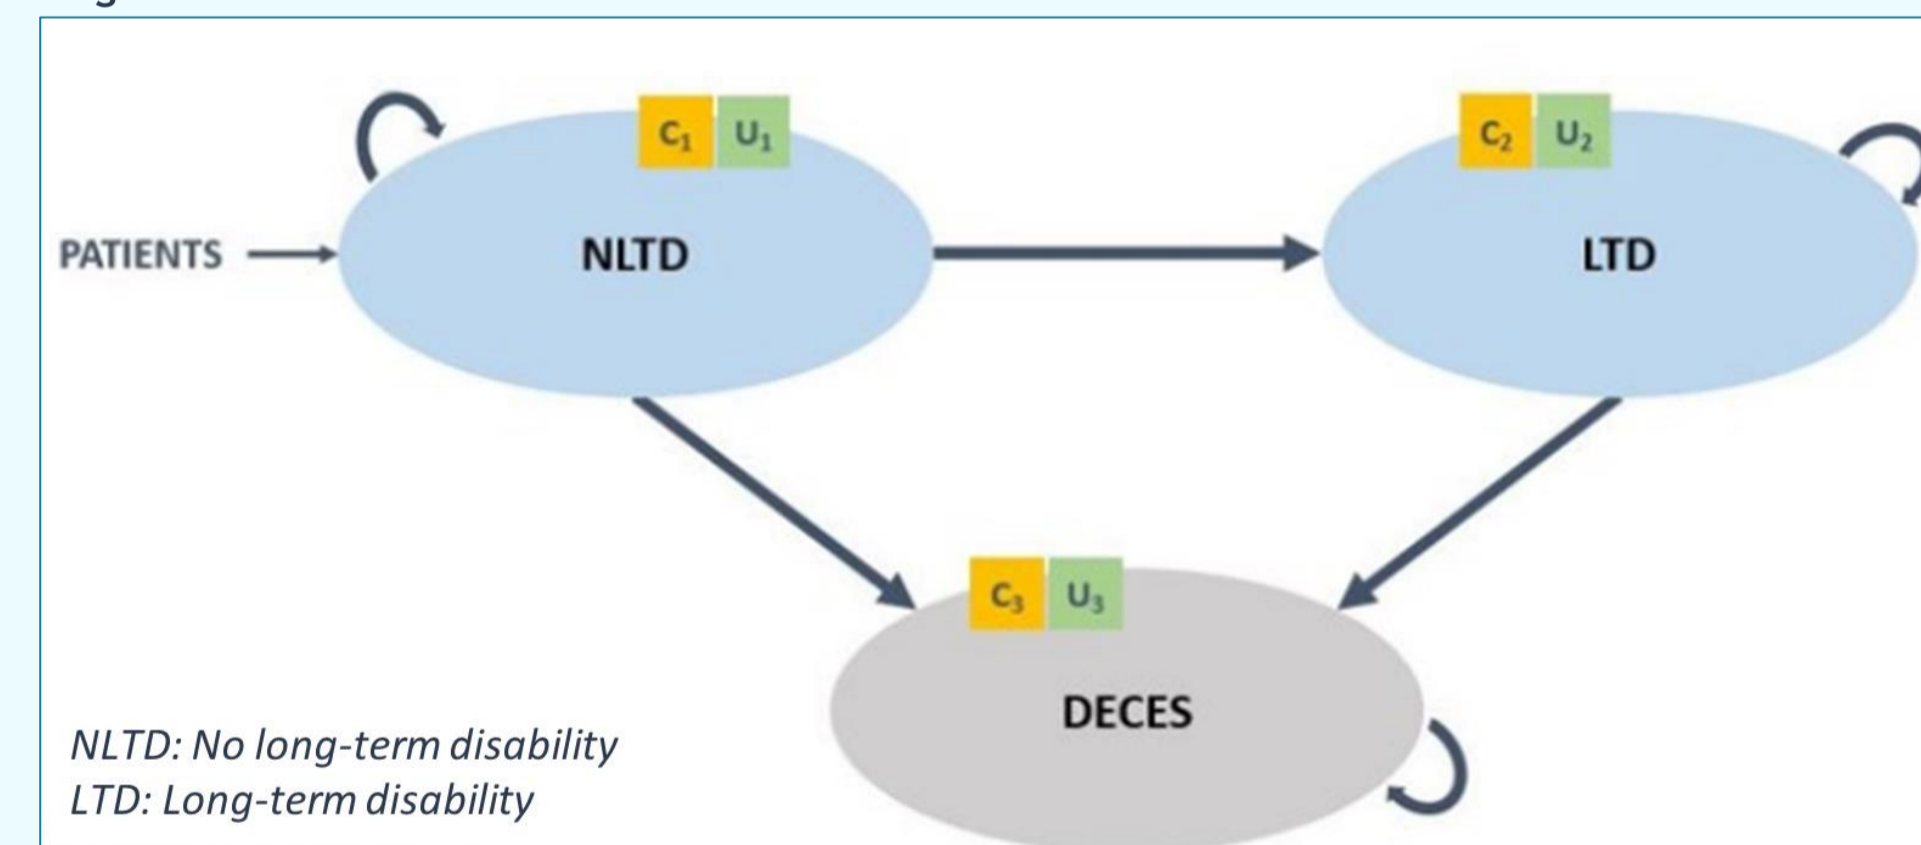 C₁ U₁
C₂ U₂
PATIENTS
NLTD
LTD
C₃ U₃
DECES
NLTD: No long-term disability
LTD: Long-term disability